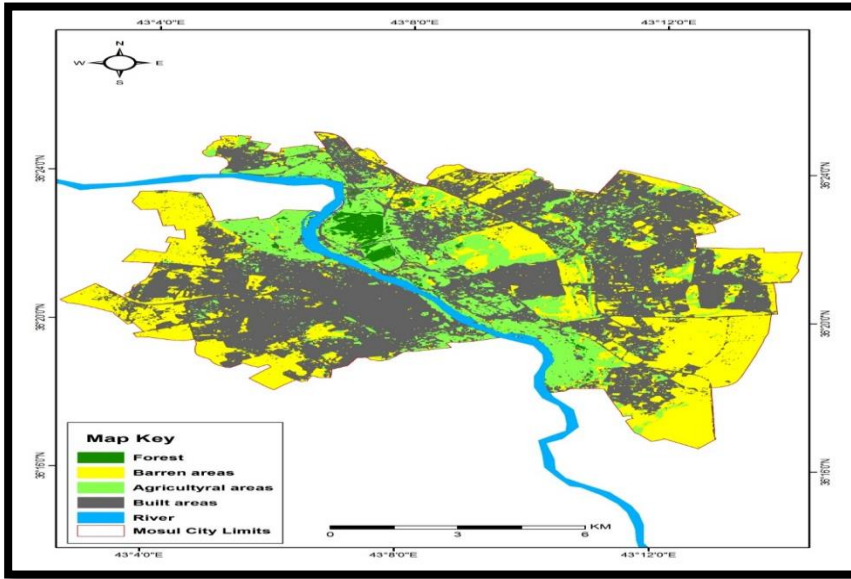 43°4'0"E 43°8'0"E 43°12'0"E
N
W E
S
36°24'0"N 36°24'0"N
36°20'0"N 36°20'0"N
36°16'0"N 36°16'0"N
Map Key
Forest
Barren areas
Agricultyral areas
Built areas
River
Mosul City Limits
KM
0 3 6
43°4'0"E 43°8'0"E 43°12'0"E